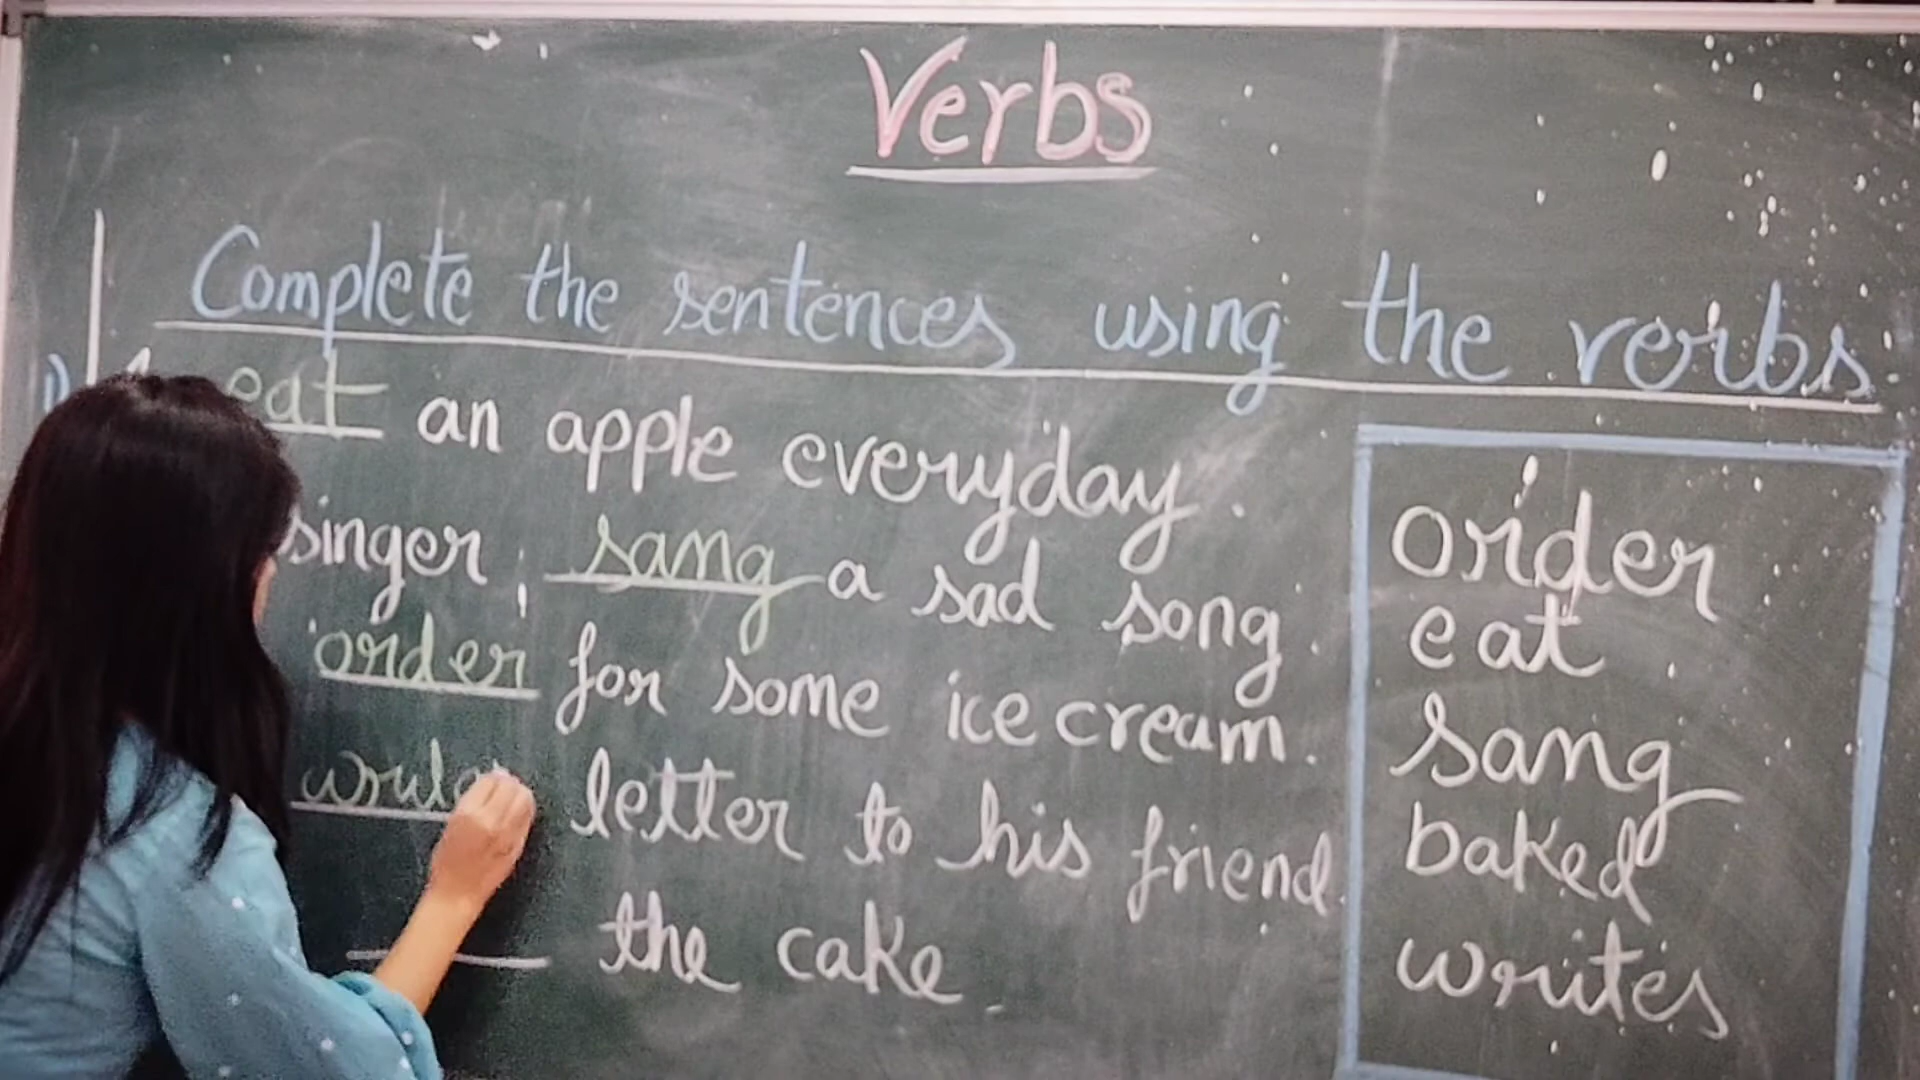 Verbs
Complete the sentences using the verbs.
1) eat an apple everyday.
singer sang a sad song.
order for some ice cream.
letter to his friend.
the cake.
order
eat
sang
baked
writes